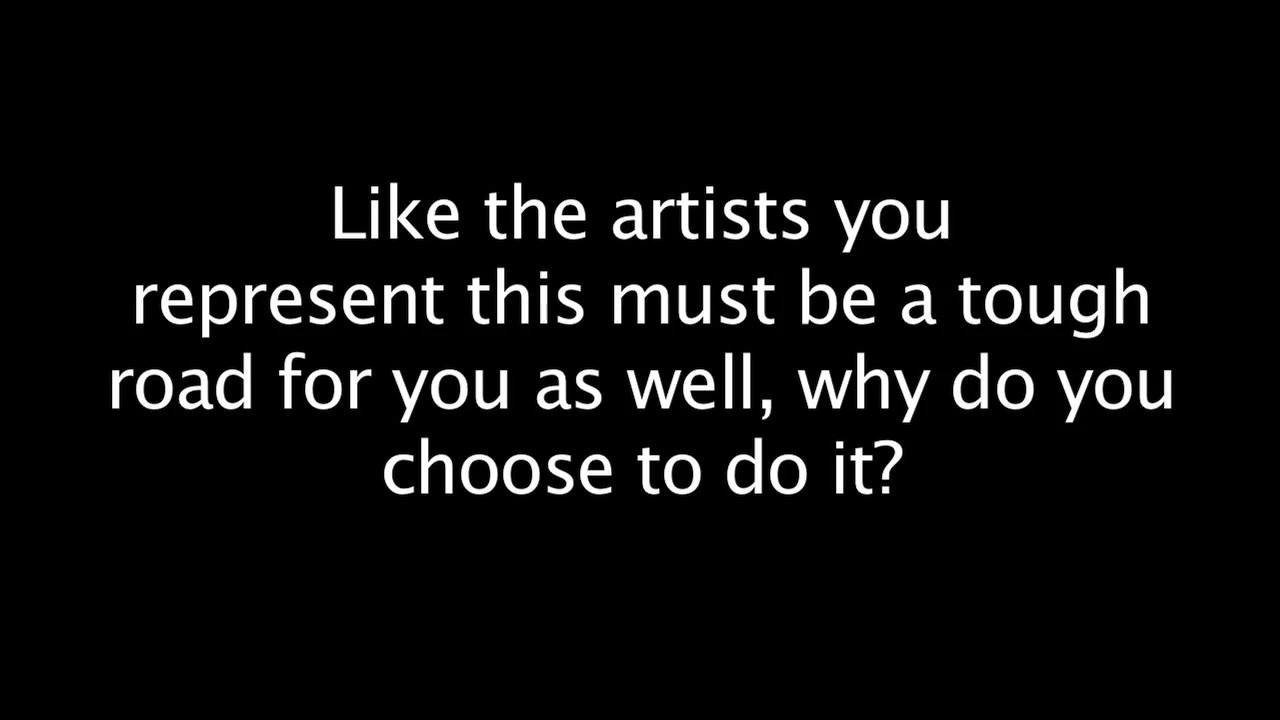 Like the artists you
represent this must be a tough
road for you as well, why do you
choose to do it?